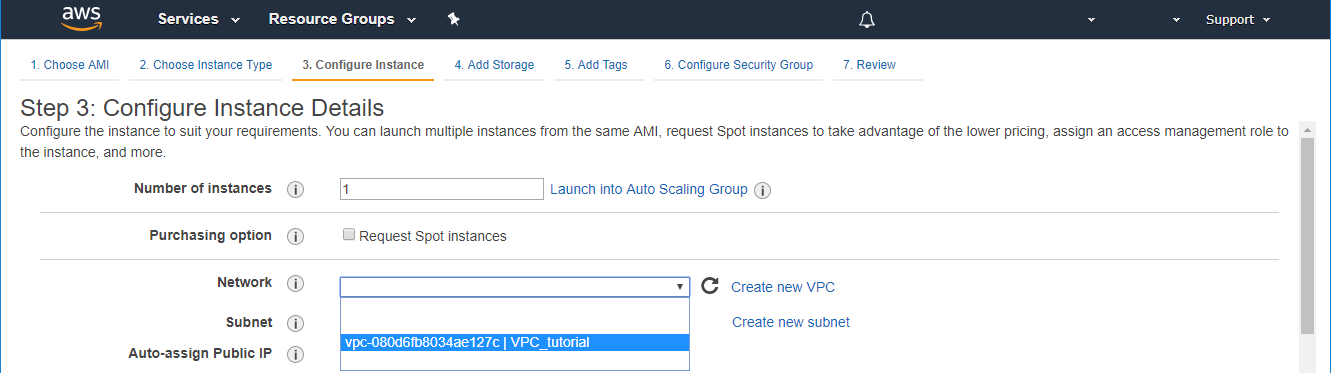 aws Services Resource Groups Support
1. Choose AMI 2. Choose Instance Type 3. Configure Instance 4. Add Storage 5. Add Tags 6. Configure Security Group 7. Review
Step 3: Configure Instance Details
Configure the instance to suit your requirements. You can launch multiple instances from the same AMI, request Spot instances to take advantage of the lower pricing, assign an access management role to
the instance, and more.
Number of instances i 1 Launch into Auto Scaling Group i
Purchasing option i Request Spot instances
Network i Create new VPC
Subnet i Create new subnet
vpc-080d6fb8034ae127c | VPC_tutorial
Auto-assign Public IP i